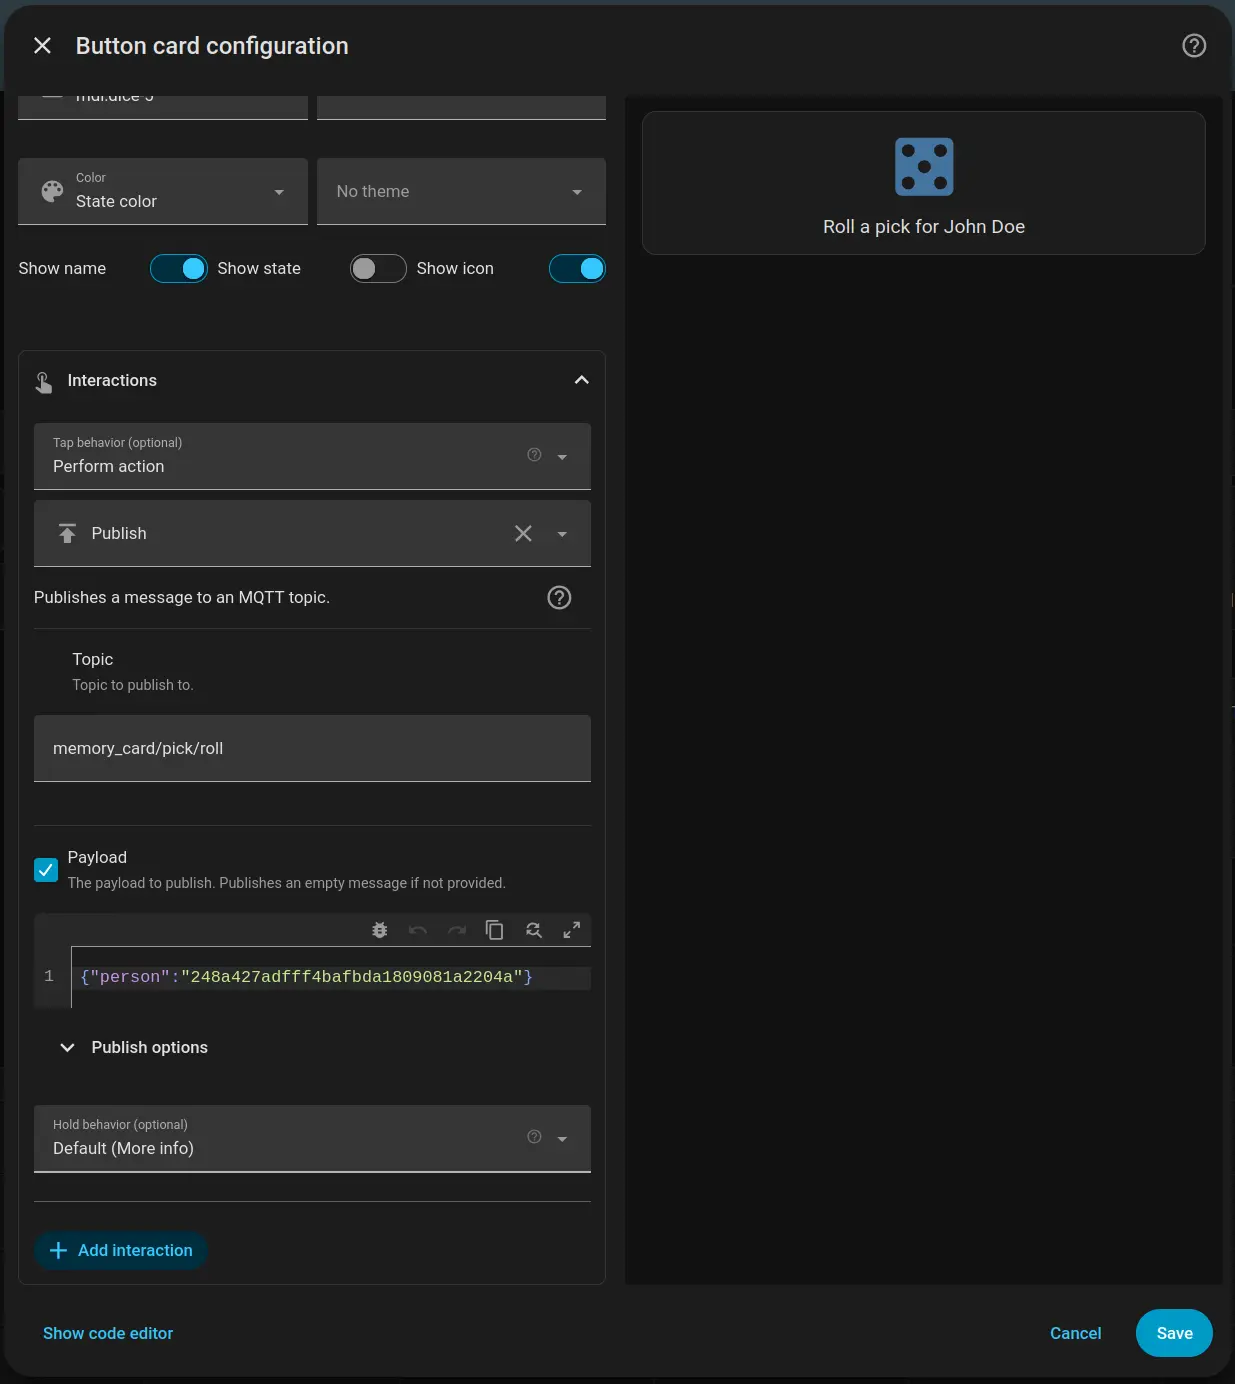 Button card configuration
mdi:dice-5
Color
State color
No theme
Show name
Show state
Show icon
Interactions
Tap behavior (optional)
Perform action
Publish
Publishes a message to an MQTT topic.
Topic
Topic to publish to.
memory_card/pick/roll
Payload
The payload to publish. Publishes an empty message if not provided.
1
{"person":"248a427adfff4bafbda1809081a2204a"}
Publish options
Hold behavior (optional)
Default (More info)
Add interaction
Show code editor
Roll a pick for John Doe
Cancel
Save